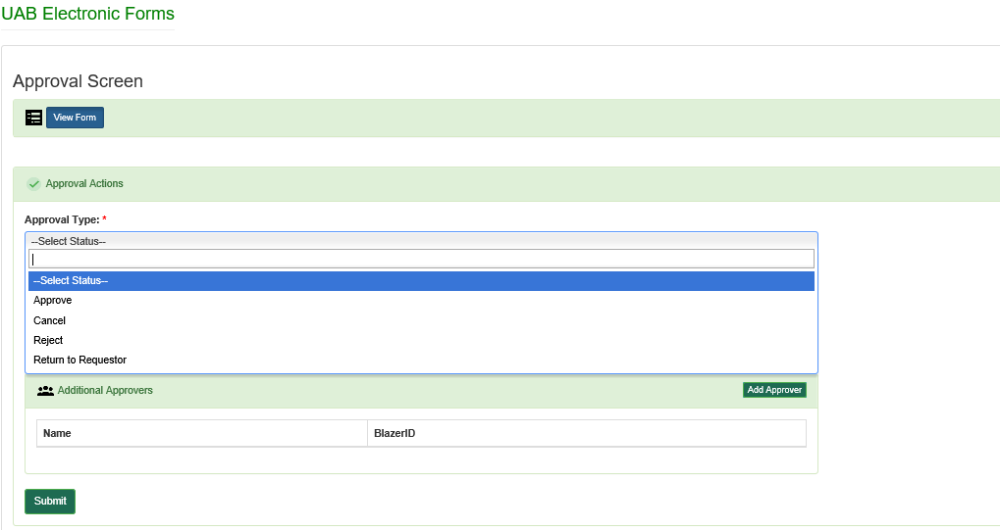 UAB Electronic Forms
Approval Screen
View Form
Approval Actions
Approval Type: *
--Select Status--
--Select Status--
Approve
Cancel
Reject
Return to Requestor
Additional Approvers Add Approver
Name BlazerID
Submit